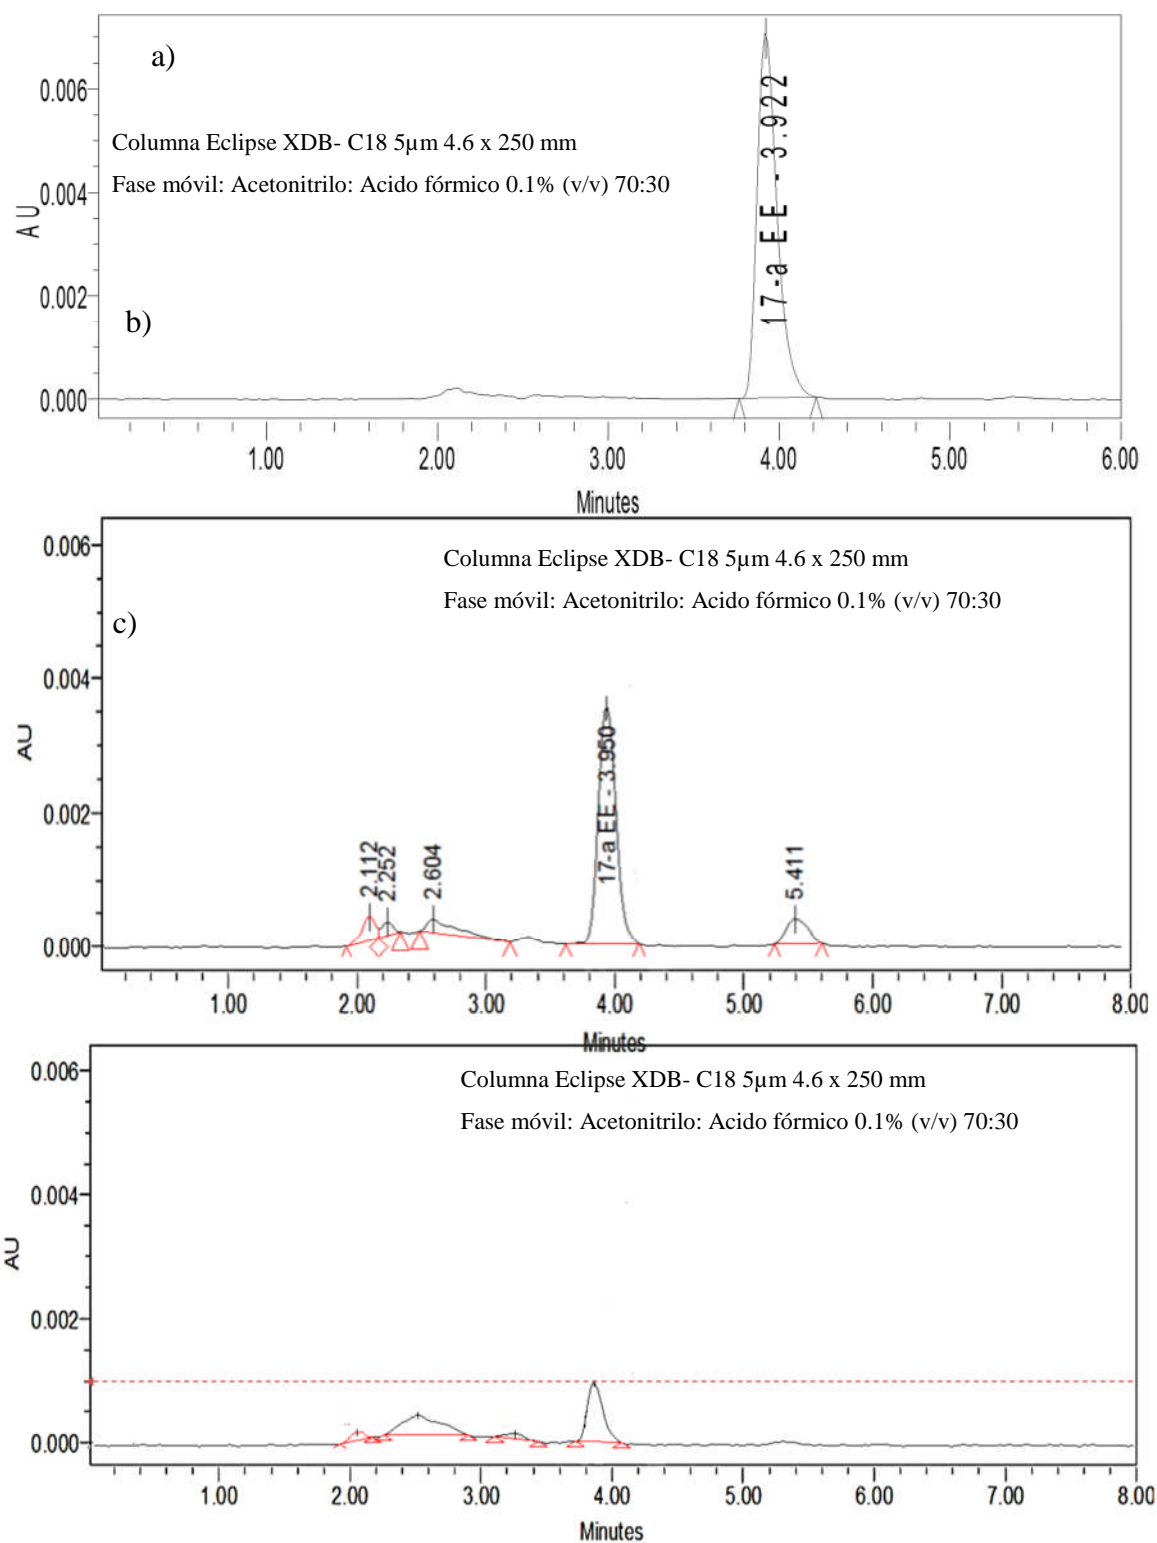 a)
Columna Eclipse XDB- C18 5µm 4.6 x 250 mm
Fase móvil: Acetonitrilo: Acido fórmico 0.1% (v/v) 70:30
b)
AU
0.006
0.004
0.002
0.000
17-a EE - 3.922
1.00 2.00 3.00 4.00 5.00 6.00
Minutes
Columna Eclipse XDB- C18 5µm 4.6 x 250 mm
Fase móvil: Acetonitrilo: Acido fórmico 0.1% (v/v) 70:30
c)
AU
0.006
0.004
0.002
0.000
2.112
2.252
2.604
17-a EE - 3.950
5.411
1.00 2.00 3.00 4.00 5.00 6.00 7.00 8.00
Minutes
Columna Eclipse XDB- C18 5µm 4.6 x 250 mm
Fase móvil: Acetonitrilo: Acido fórmico 0.1% (v/v) 70:30
AU
0.006
0.004
0.002
0.000
1.00 2.00 3.00 4.00 5.00 6.00 7.00 8.00
Minutes